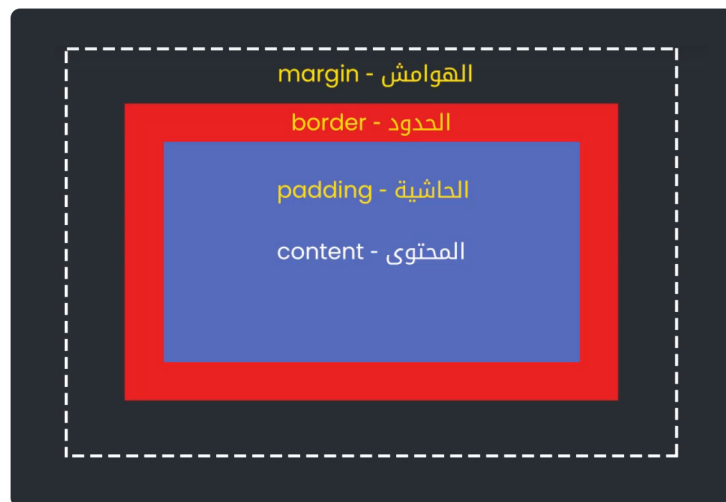 margin - الهوامش
border - الحدود
padding - الحاشية
content - المحتوى